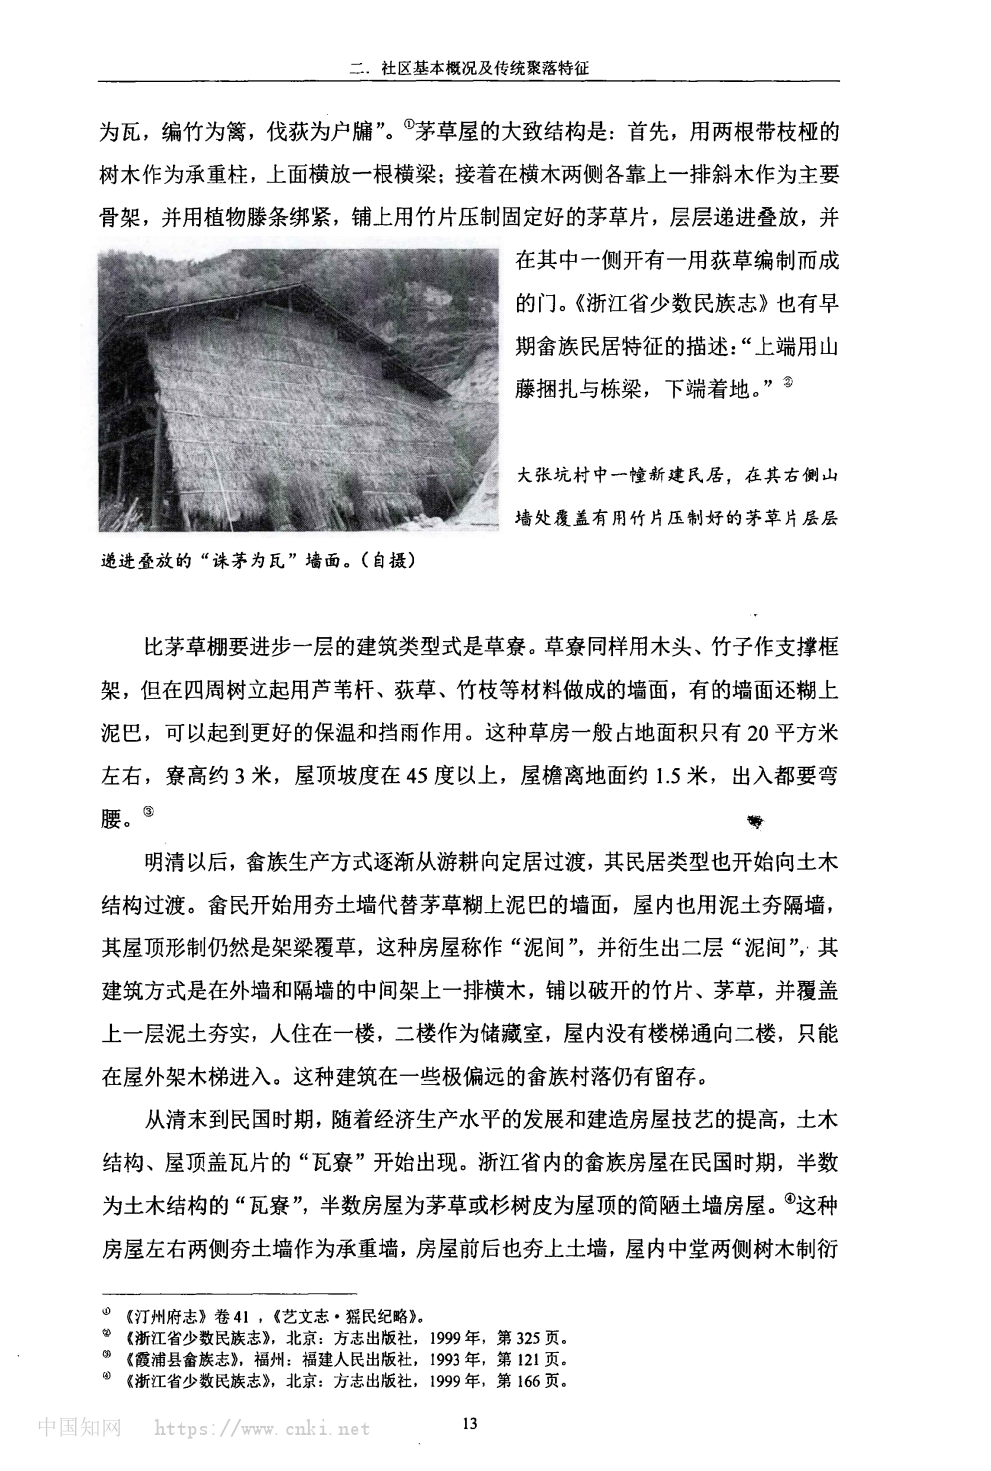 二．社区基本概况及传统聚落特征
为瓦，编竹为篱，伐荻为户牖”。①茅草屋的大致结构是：首先，用两根带枝桠的
树木作为承重柱，上面横放一根横梁；接着在横木两侧各靠上一排斜木作为主要
骨架，并用植物滕条绑紧，铺上用竹片压制固定好的茅草片，层层递进叠放，并
在其中一侧开有一用荻草编制而成
的门。《浙江省少数民族志》也有早
期畲族民居特征的描述：“上端用山
藤捆扎与栋梁，下端着地。”②
大张坑村中一幢新建民居，在其右侧山
墙处覆盖有用竹片压制好的茅草片层层
递进叠放的“诛茅为瓦”墙面。（自摄）
比茅草棚要进步一层的建筑类型式是草寮。草寮同样用木头、竹子作支撑框
架，但在四周树立起用芦苇杆、荻草、竹枝等材料做成的墙面，有的墙面还糊上
泥巴，可以起到更好的保温和挡雨作用。这种草房一般占地面积只有 20 平方米
左右，寮高约 3 米，屋顶坡度在 45 度以上，屋檐离地面约 1.5 米，出入都要弯
腰。③
明清以后，畲族生产方式逐渐从游耕向定居过渡，其民居类型也开始向土木
结构过渡。畲民开始用夯土墙代替茅草糊上泥巴的墙面，屋内也用泥土夯隔墙，
其屋顶形制仍然是架梁覆草，这种房屋称作“泥间”，并衍生出二层“泥间”，其
建筑方式是在外墙和隔墙的中间架上一排横木，铺以破开的竹片、茅草，并覆盖
上一层泥土夯实，人住在一楼，二楼作为储藏室，屋内没有楼梯通向二楼，只能
在屋外架木梯进入。这种建筑在一些极偏远的畲族村落仍有留存。
从清末到民国时期，随着经济生产水平的发展和建造房屋技艺的提高，土木
结构、屋顶盖瓦片的“瓦寮”开始出现。浙江省内的畲族房屋在民国时期，半数
为土木结构的“瓦寮”，半数房屋为茅草或杉树皮为屋顶的简陋土墙房屋。④这种
房屋左右两侧夯土墙作为承重墙，房屋前后也夯上土墙，屋内中堂两侧树木制衍
① 《汀州府志》卷 41 ，《艺文志·猺民纪略》。
② 《浙江省少数民族志》，北京：方志出版社，1999 年，第 325 页。
③ 《霞浦县畲族志》，福州：福建人民出版社，1993 年，第 121 页。
④ 《浙江省少数民族志》，北京：方志出版社，1999 年，第 166 页。
13
中国知网 https://www.cnki.net